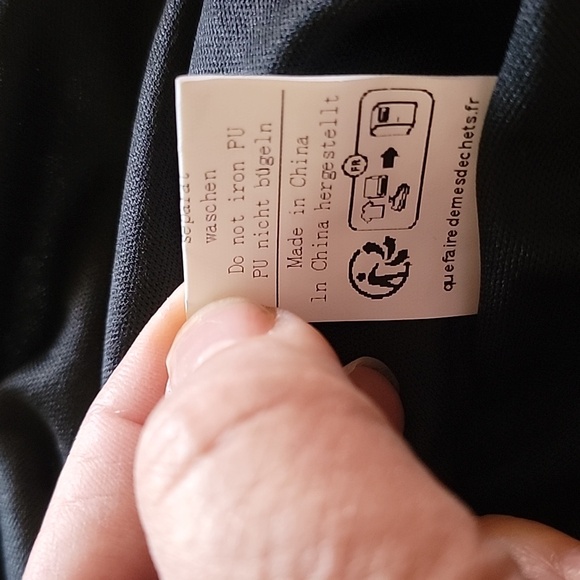 separat
waschen
Do not iron PU
PU nicht bügeln
Made in China
In China hergestellt
FR
quefairedemesdechets.fr